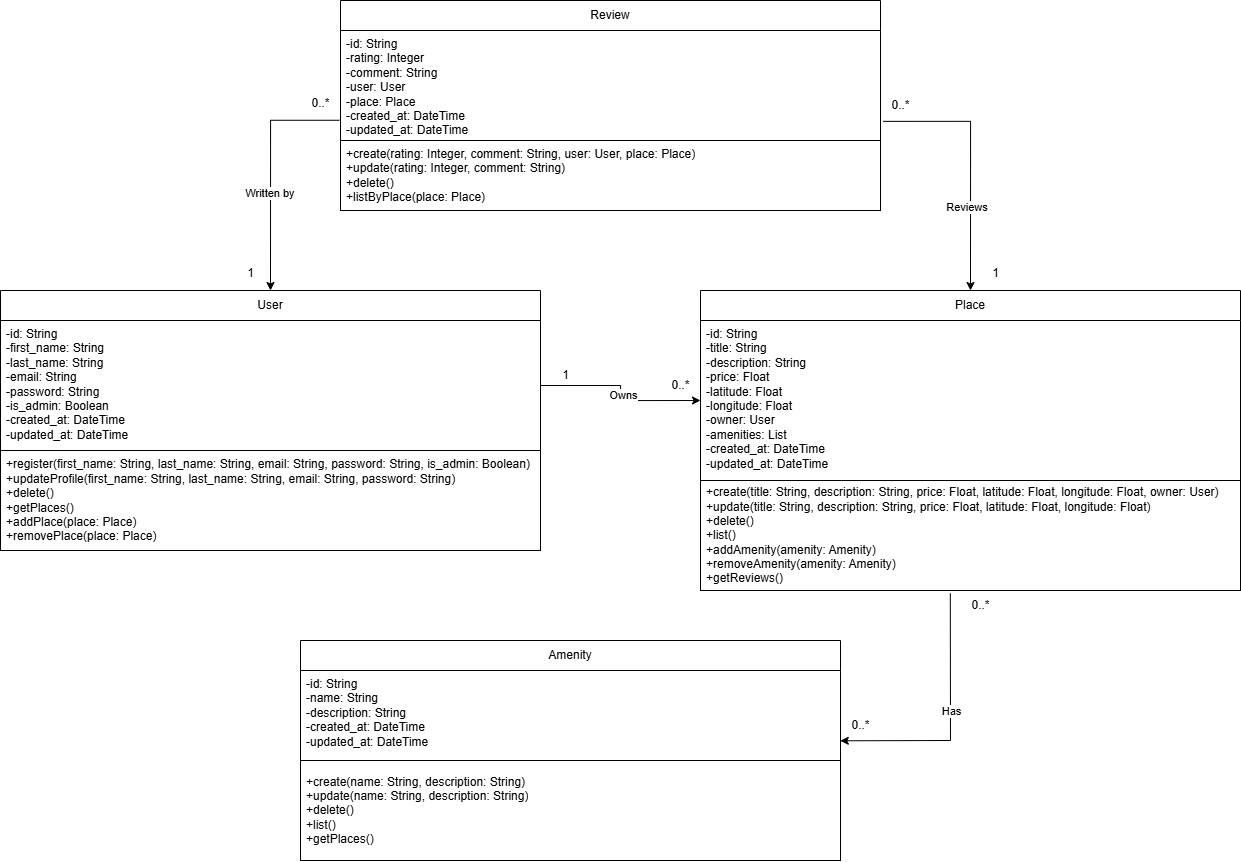 Review
-id: String
-rating: Integer
-comment: String
-user: User
-place: Place
-created_at: DateTime
-updated_at: DateTime
+create(rating: Integer, comment: String, user: User, place: Place)
+update(rating: Integer, comment: String)
+delete()
+listByPlace(place: Place)
0..*
0..*
Written by
Reviews
1
1
User
-id: String
-first_name: String
-last_name: String
-email: String
-password: String
-is_admin: Boolean
-created_at: DateTime
-updated_at: DateTime
+register(first_name: String, last_name: String, email: String, password: String, is_admin: Boolean)
+updateProfile(first_name: String, last_name: String, email: String, password: String)
+delete()
+getPlaces()
+addPlace(place: Place)
+removePlace(place: Place)
1
0..*
Owns
Place
-id: String
-title: String
-description: String
-price: Float
-latitude: Float
-longitude: Float
-owner: User
-amenities: List
-created_at: DateTime
-updated_at: DateTime
+create(title: String, description: String, price: Float, latitude: Float, longitude: Float, owner: User)
+update(title: String, description: String, price: Float, latitude: Float, longitude: Float)
+delete()
+list()
+addAmenity(amenity: Amenity)
+removeAmenity(amenity: Amenity)
+getReviews()
0..*
Has
0..*
Amenity
-id: String
-name: String
-description: String
-created_at: DateTime
-updated_at: DateTime
+create(name: String, description: String)
+update(name: String, description: String)
+delete()
+list()
+getPlaces()